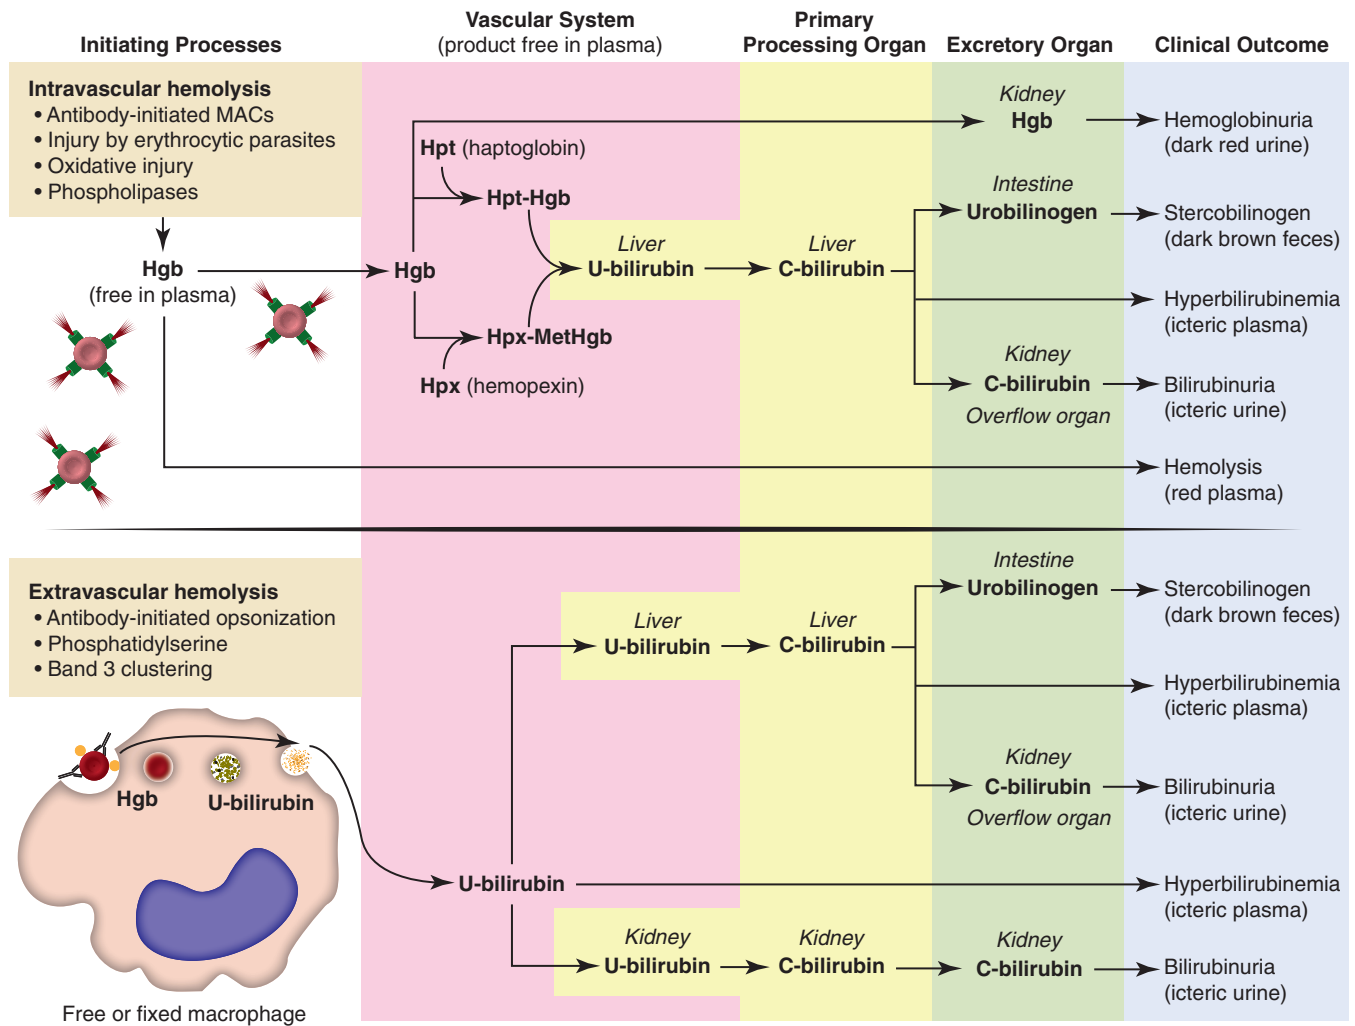 Initiating Processes
Vascular System
(product free in plasma)
Primary
Processing Organ
Excretory Organ
Clinical Outcome
Intravascular hemolysis
• Antibody-initiated MACs
• Injury by erythrocytic parasites
• Oxidative injury
• Phospholipases
Hgb
(free in plasma)
Hgb
Hpt (haptoglobin)
Hpt-Hgb
Hpx-MetHgb
Hpx (hemopexin)
Liver
U-bilirubin
Liver
C-bilirubin
Kidney
Hgb
Hemoglobinuria
(dark red urine)
Intestine
Urobilinogen
Stercobilinogen
(dark brown feces)
Hyperbilirubinemia
(icteric plasma)
Kidney
C-bilirubin
Overflow organ
Bilirubinuria
(icteric urine)
Hemolysis
(red plasma)
Extravascular hemolysis
• Antibody-initiated opsonization
• Phosphatidylserine
• Band 3 clustering
Hgb
U-bilirubin
Free or fixed macrophage
U-bilirubin
Liver
U-bilirubin
Liver
C-bilirubin
Intestine
Urobilinogen
Stercobilinogen
(dark brown feces)
Hyperbilirubinemia
(icteric plasma)
Kidney
C-bilirubin
Overflow organ
Bilirubinuria
(icteric urine)
Hyperbilirubinemia
(icteric plasma)
Kidney
U-bilirubin
Kidney
C-bilirubin
Kidney
C-bilirubin
Bilirubinuria
(icteric urine)